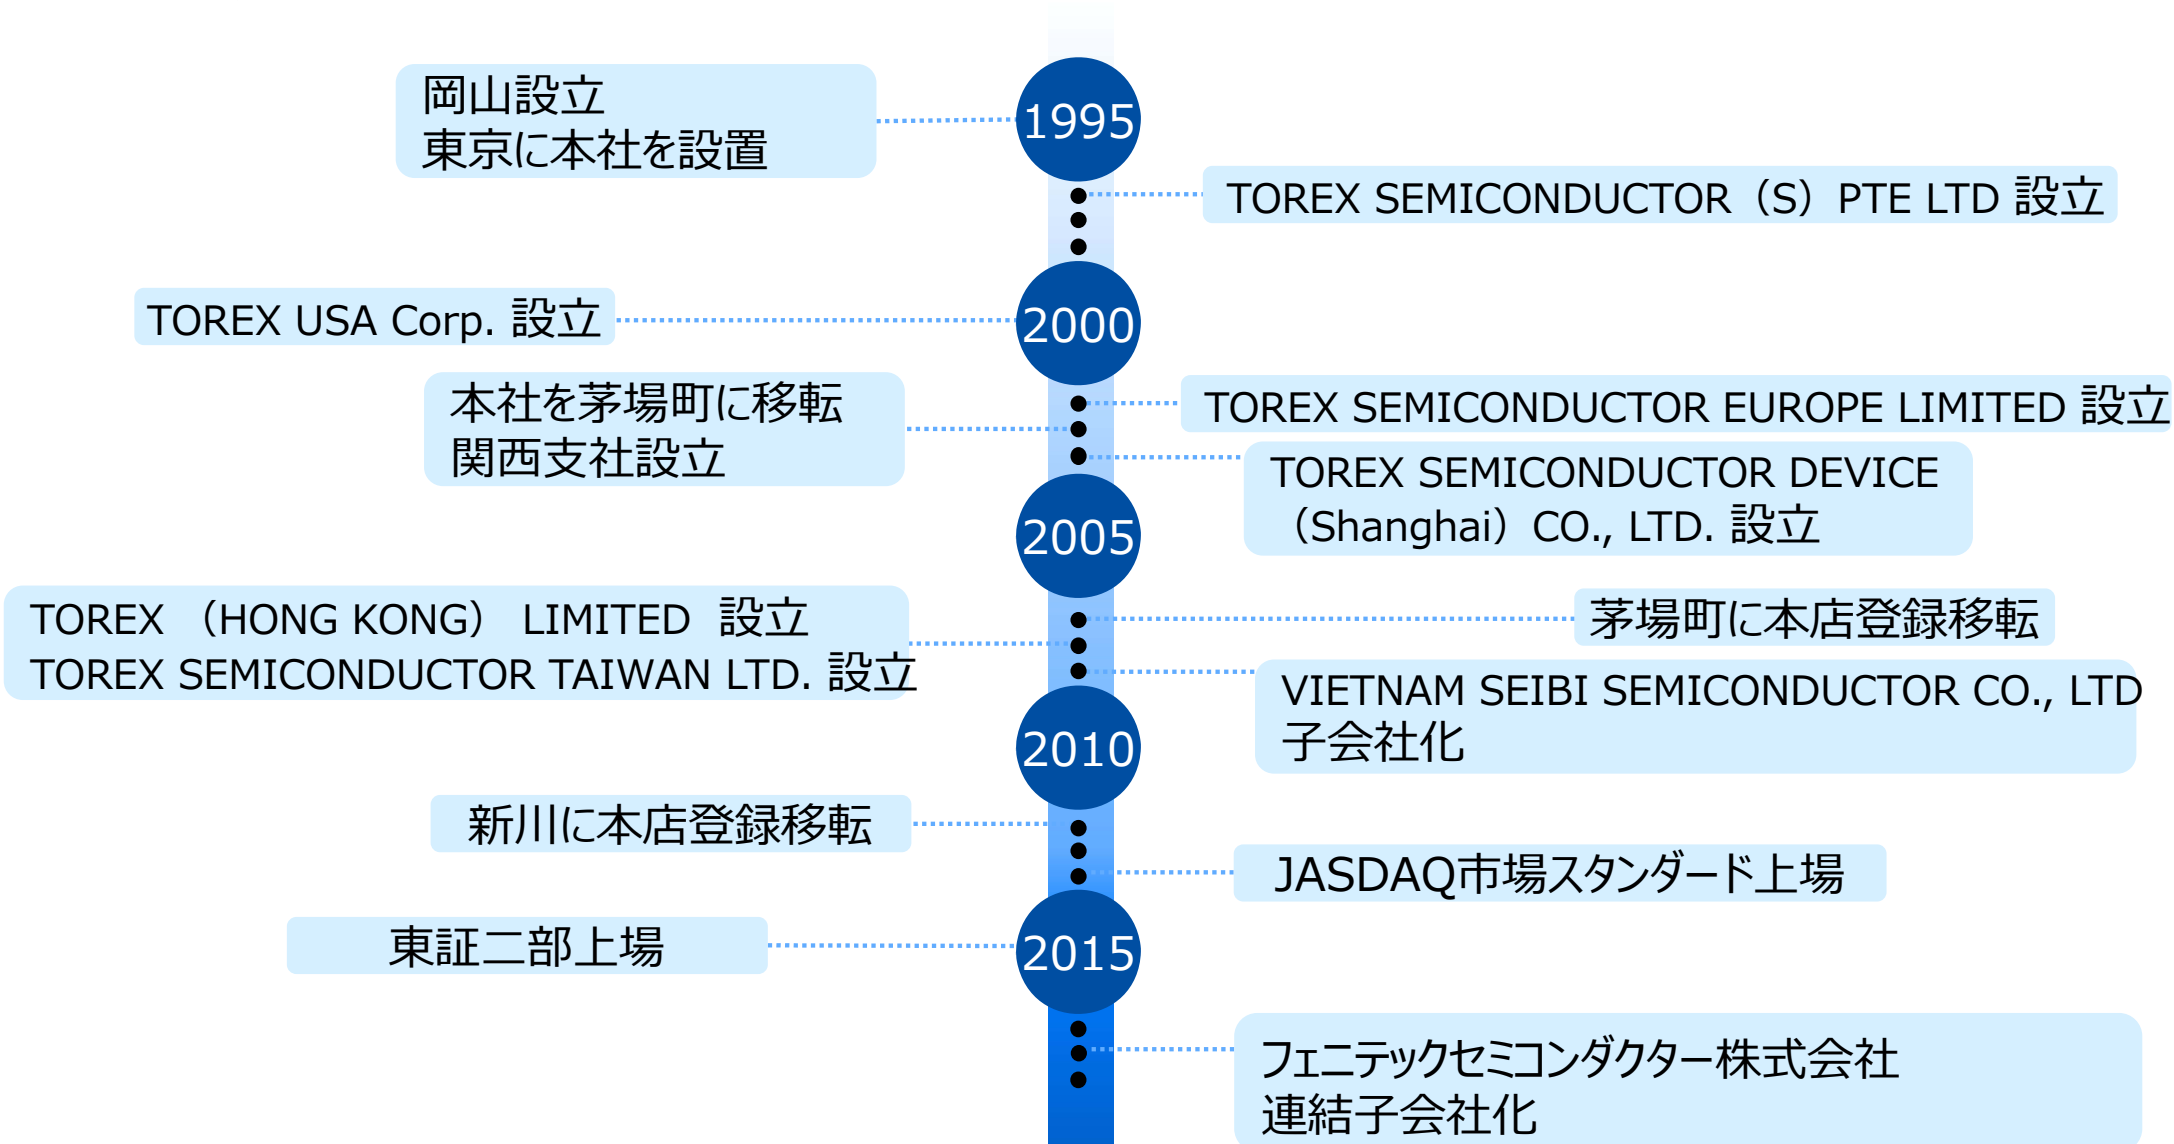 岡山設立
東京に本社を設置
1995
TOREX SEMICONDUCTOR（S）PTE LTD 設立
TOREX USA Corp. 設立
2000
本社を茅場町に移転
関西支社設立
TOREX SEMICONDUCTOR EUROPE LIMITED 設立
TOREX SEMICONDUCTOR DEVICE
（Shanghai）CO., LTD. 設立
2005
TOREX （HONG KONG） LIMITED 設立
TOREX SEMICONDUCTOR TAIWAN LTD. 設立
茅場町に本店登録移転
VIETNAM SEIBI SEMICONDUCTOR CO., LTD
子会社化
2010
新川に本店登録移転
JASDAQ市場スタンダード上場
東証二部上場
2015
フェニテックセミコンダクター株式会社
連結子会社化